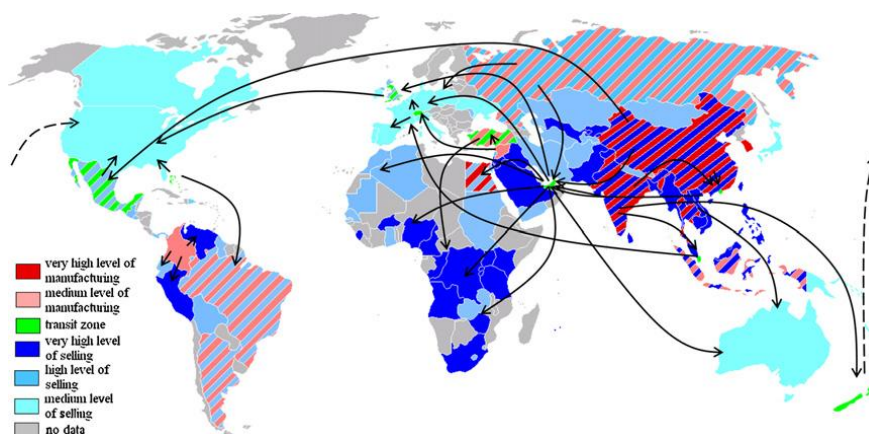 very high level of
manufacturing
medium level of
manufacturing
transit zone
very high level
of selling
high level of
selling
medium level
of selling
no data